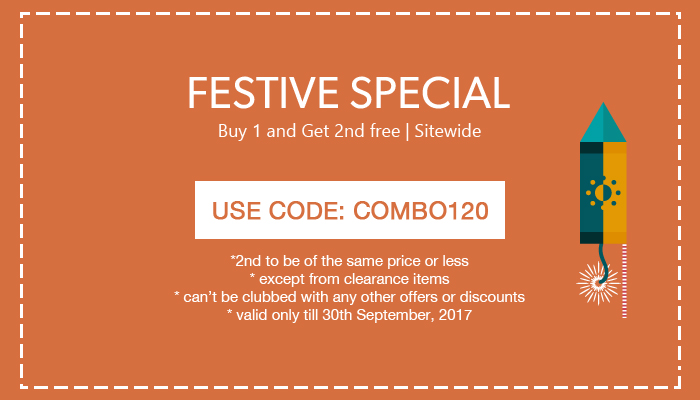 FESTIVE SPECIAL
Buy 1 and Get 2nd free | Sitewide
USE CODE: COMBO120
*2nd to be of the same price or less
* except from clearance items
* can't be clubbed with any other offers or discounts
* valid only till 30th September, 2017